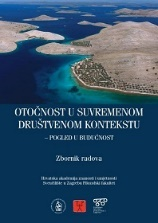 OTOČNOST U SUVREMENOM
DRUŠTVENOM KONTEKSTU
– POGLED U BUDUĆNOST
Zbornik radova
Hrvatska akademija znanosti i umjetnosti
Sveučilište u Zagrebu Filozofski fakultet